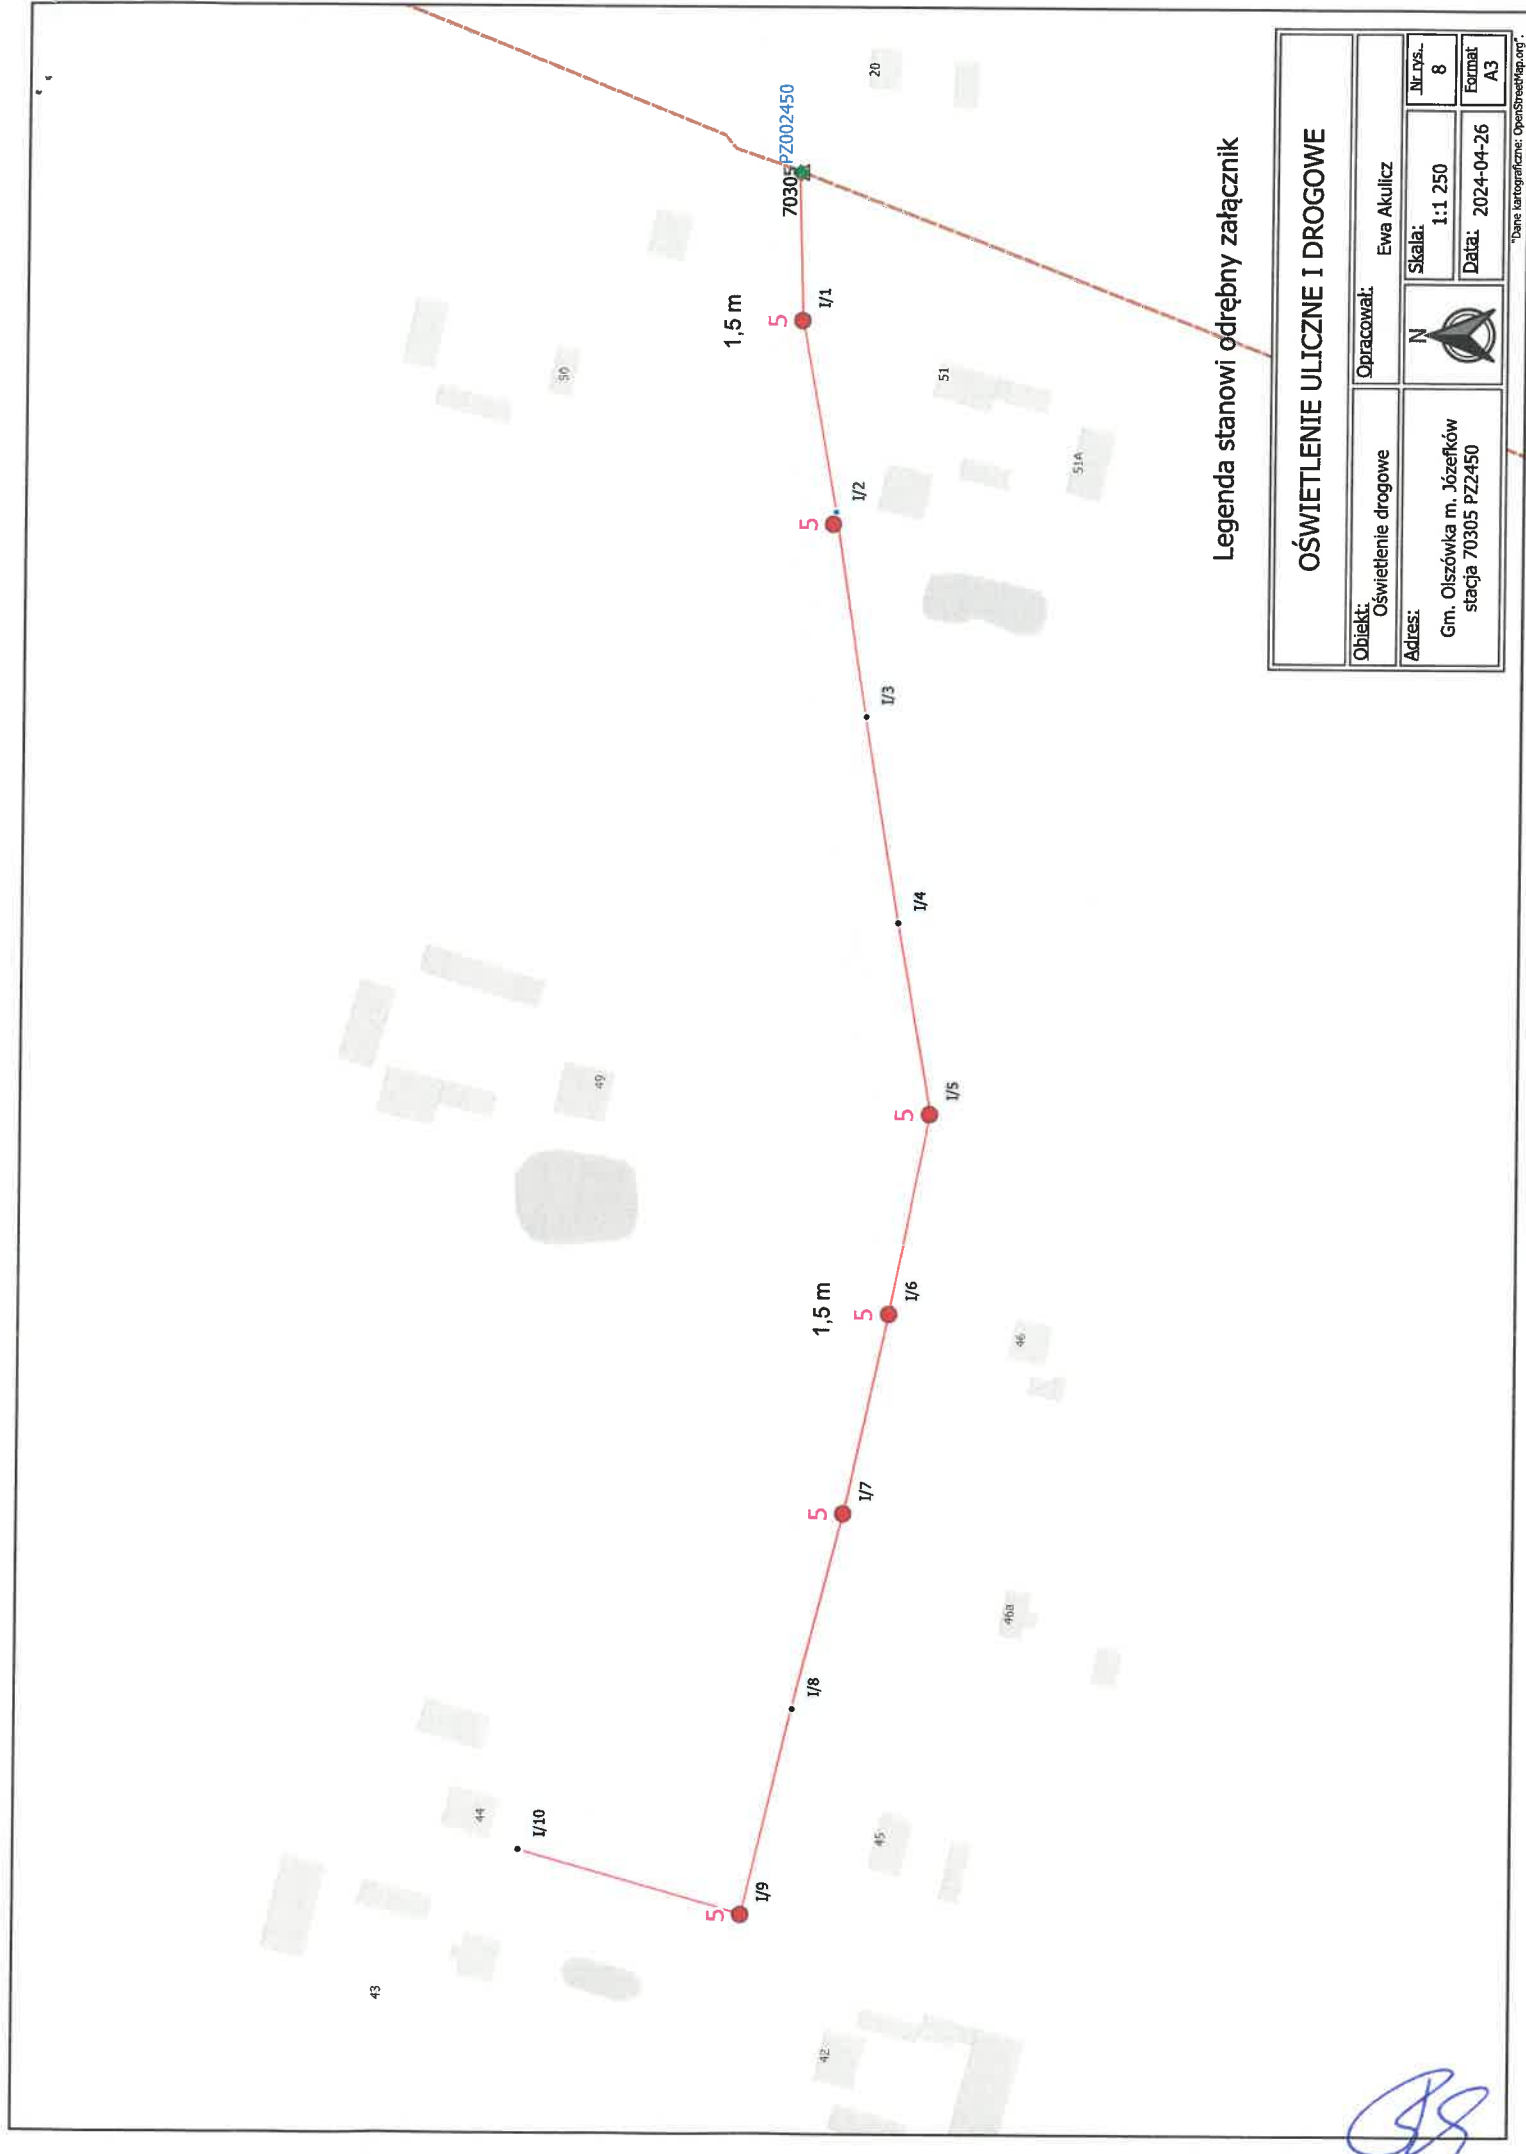 20
PZ002450
70305
1,5 m
5
I/1
50
51
51A
5
I/2
I/3
I/4
49
5
I/5
1,5 m
5
I/6
46
5
I/7
46a
I/8
44
I/10
45
5
I/9
43
42
Legenda stanowi odrębny załącznik
OŚWIETLENIE ULICZNE I DROGOWE
Obiekt:
Oświetlenie drogowe
Opracował:
Ewa Akulicz
Adres:
Gm. Olszówka m. Józefków
stacja 70305 PZ2450
N
Skala:
1:1 250
Nr rys.
8
Data:
2024-04-26
Format
A3
"Dane kartograficzne: OpenStreetMap.org".